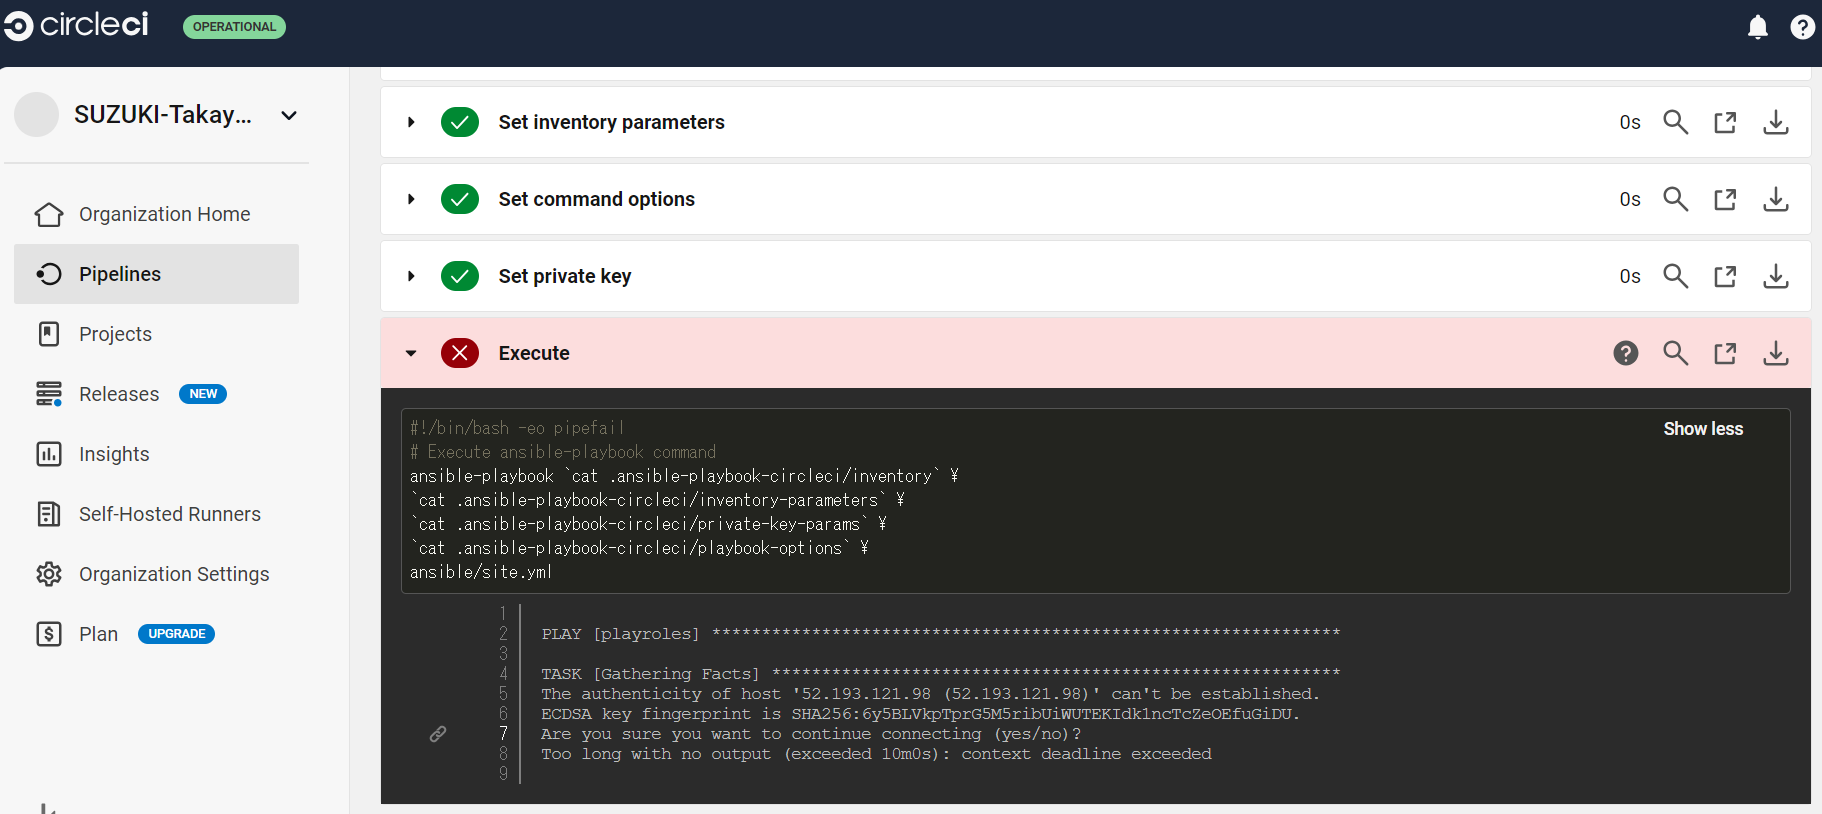 circleci
OPERATIONAL
SUZUKI-Takay...
Organization Home
Pipelines
Projects
Releases NEW
Insights
Self-Hosted Runners
Organization Settings
Plan UPGRADE
Set inventory parameters 0s
Set command options 0s
Set private key 0s
Execute
#!/bin/bash -eo pipefail
Show less
# Execute ansible-playbook command
ansible-playbook `cat .ansible-playbook-circleci/inventory` ¥
`cat .ansible-playbook-circleci/inventory-parameters` ¥
`cat .ansible-playbook-circleci/private-key-params` ¥
`cat .ansible-playbook-circleci/playbook-options` ¥
ansible/site.yml
1
2 PLAY [playroles] ***************************************************************
3
4 TASK [Gathering Facts] *********************************************************
5 The authenticity of host '52.193.121.98 (52.193.121.98)' can't be established.
6 ECDSA key fingerprint is SHA256:6y5BLVkpTprG5M5ribUiWUTEKIdk1ncTcZeOEfuGiDU.
7 Are you sure you want to continue connecting (yes/no)?
8 Too long with no output (exceeded 10m0s): context deadline exceeded
9